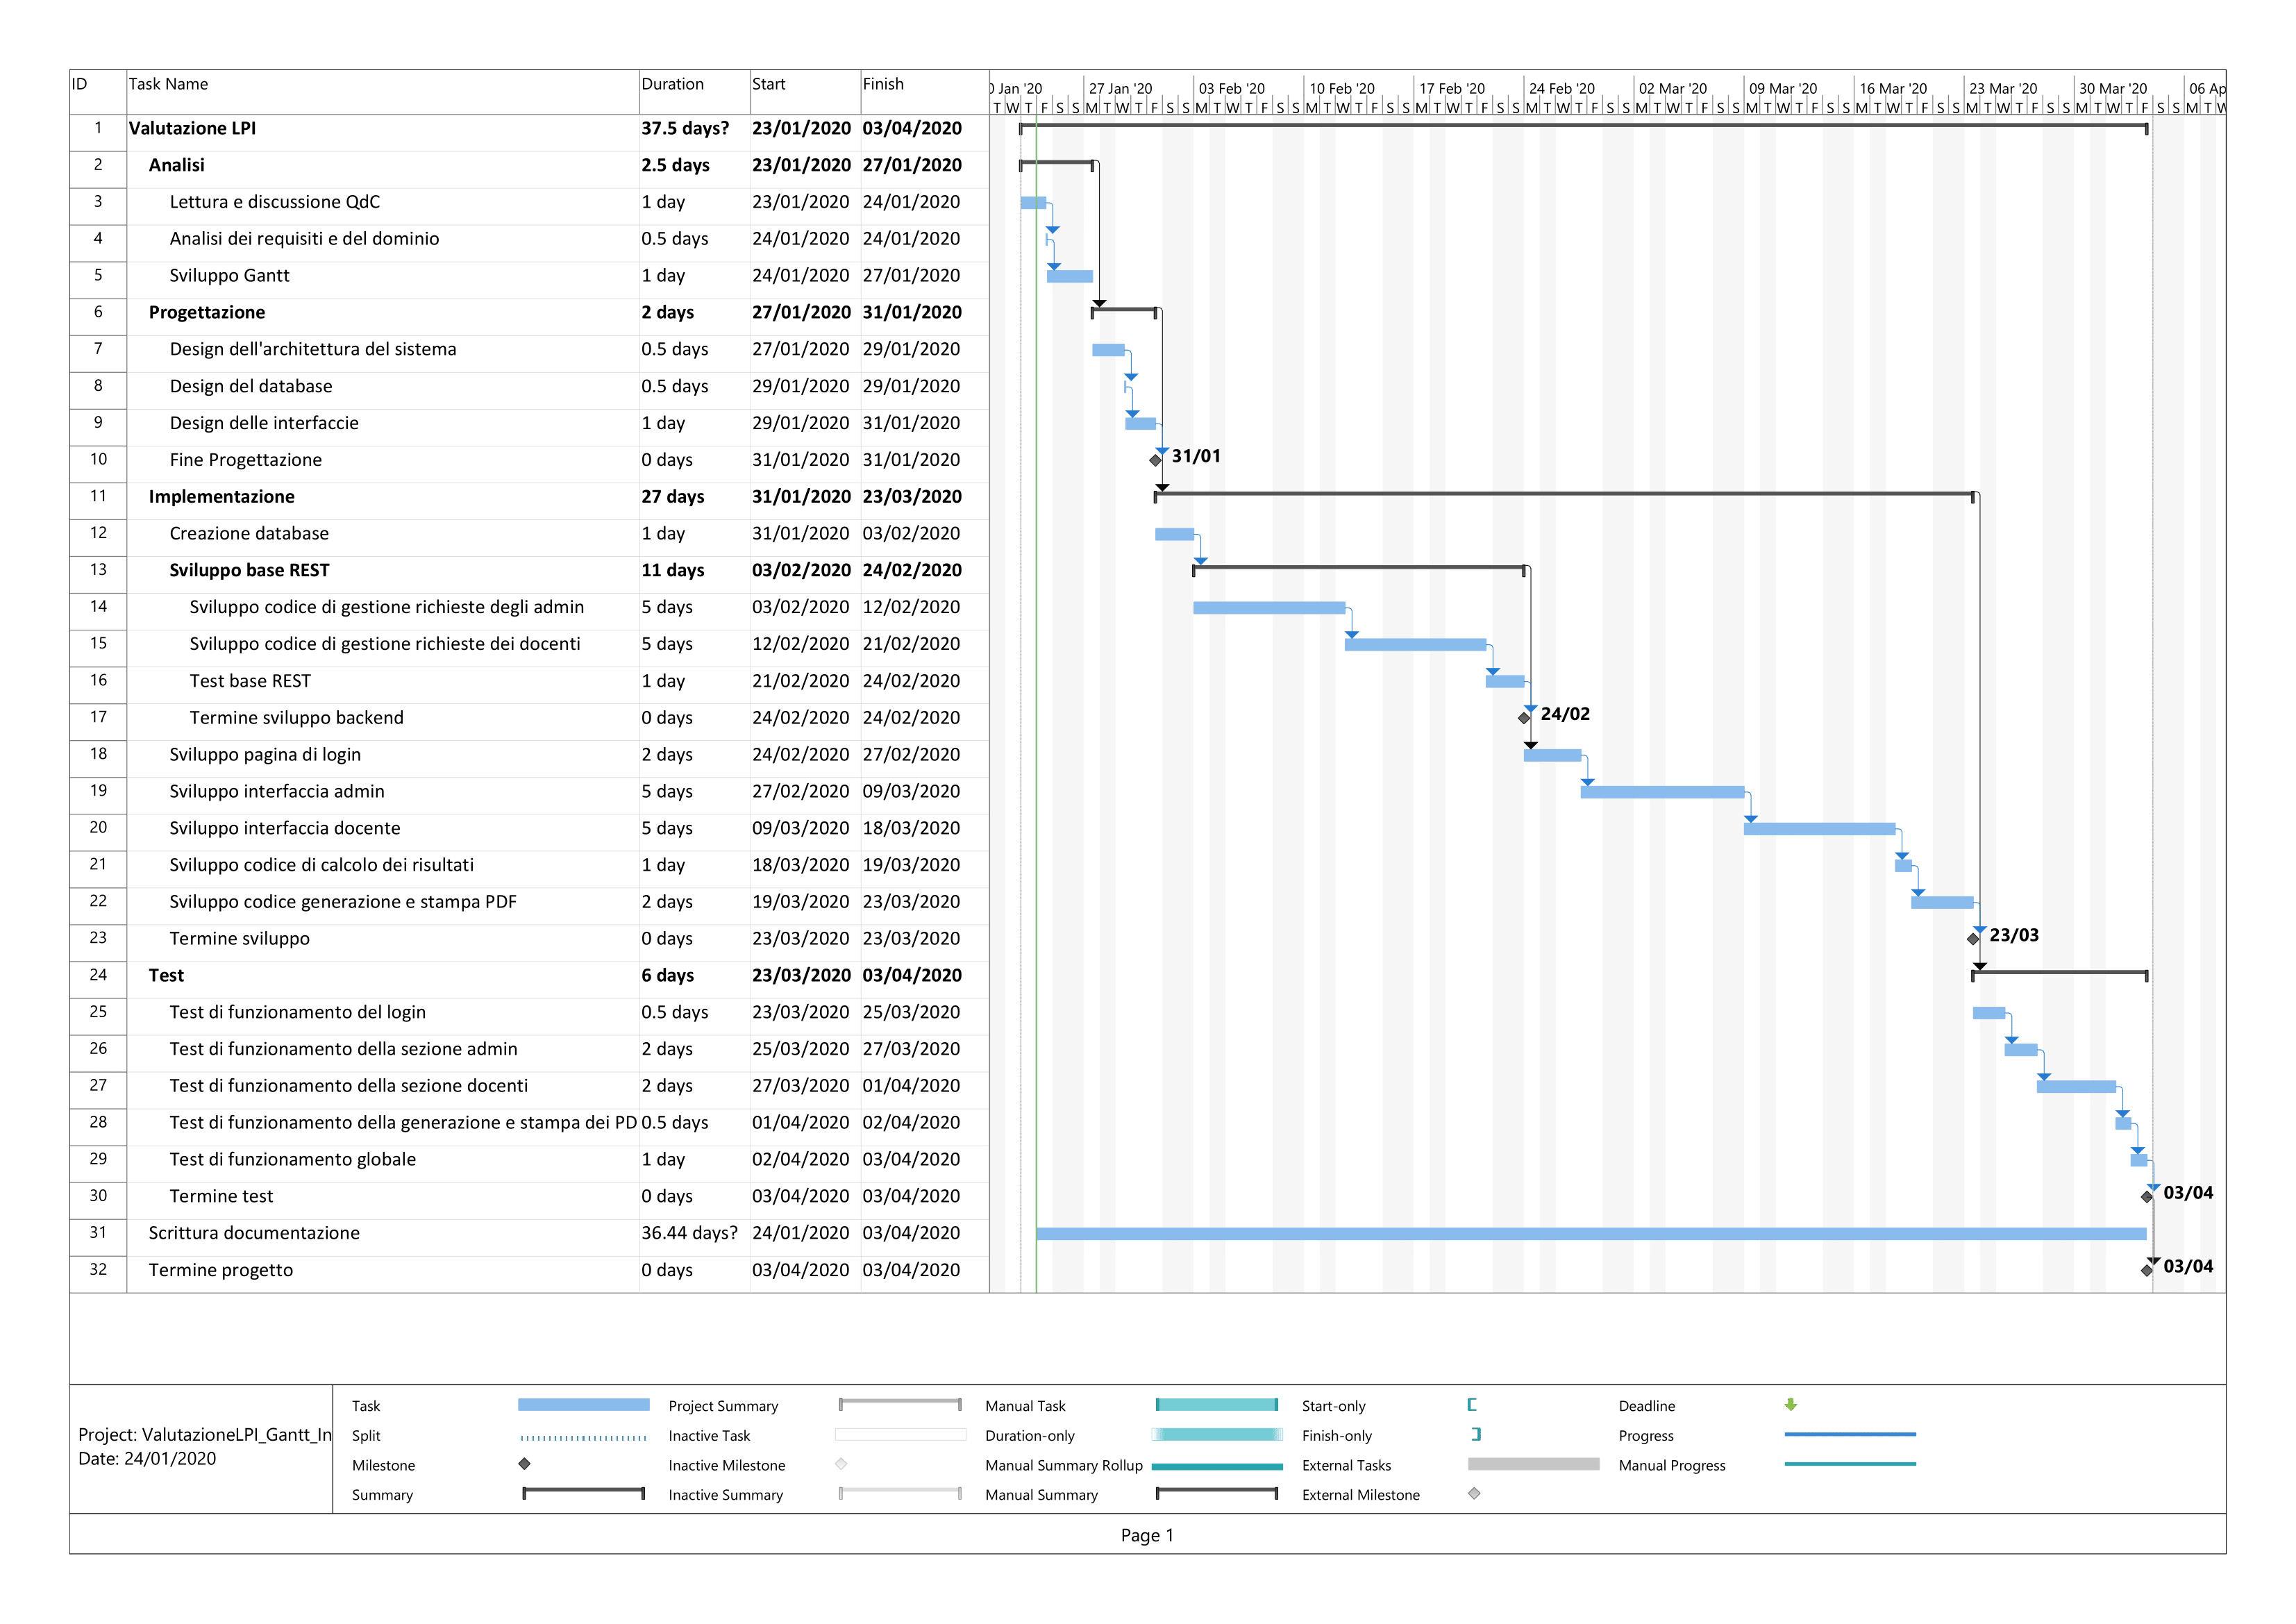 ID Task Name Duration Start Finish 0 Jan '20 27 Jan '20 03 Feb '20 10 Feb '20 17 Feb '20 24 Feb '20 02 Mar '20 09 Mar '20 16 Mar '20 23 Mar '20 30 Mar '20 06 Ap
T W T F S S M T W T F S S M T W T F S S M T W T F S S M T W T F S S M T W T F S S M T W T F S S M T W T F S S M T W T F S S M T W T F S S M T W T F S S M T W
1 Valutazione LPI 37.5 days? 23/01/2020 03/04/2020
2 Analisi 2.5 days 23/01/2020 27/01/2020
3 Lettura e discussione QdC 1 day 23/01/2020 24/01/2020
4 Analisi dei requisiti e del dominio 0.5 days 24/01/2020 24/01/2020
5 Sviluppo Gantt 1 day 24/01/2020 27/01/2020
6 Progettazione 2 days 27/01/2020 31/01/2020
7 Design dell'architettura del sistema 0.5 days 27/01/2020 29/01/2020
8 Design del database 0.5 days 29/01/2020 29/01/2020
9 Design delle interfaccie 1 day 29/01/2020 31/01/2020
10 Fine Progettazione 0 days 31/01/2020 31/01/2020 31/01
11 Implementazione 27 days 31/01/2020 23/03/2020
12 Creazione database 1 day 31/01/2020 03/02/2020
13 Sviluppo base REST 11 days 03/02/2020 24/02/2020
14 Sviluppo codice di gestione richieste degli admin 5 days 03/02/2020 12/02/2020
15 Sviluppo codice di gestione richieste dei docenti 5 days 12/02/2020 21/02/2020
16 Test base REST 1 day 21/02/2020 24/02/2020
17 Termine sviluppo backend 0 days 24/02/2020 24/02/2020 24/02
18 Sviluppo pagina di login 2 days 24/02/2020 27/02/2020
19 Sviluppo interfaccia admin 5 days 27/02/2020 09/03/2020
20 Sviluppo interfaccia docente 5 days 09/03/2020 18/03/2020
21 Sviluppo codice di calcolo dei risultati 1 day 18/03/2020 19/03/2020
22 Sviluppo codice generazione e stampa PDF 2 days 19/03/2020 23/03/2020
23 Termine sviluppo 0 days 23/03/2020 23/03/2020 23/03
24 Test 6 days 23/03/2020 03/04/2020
25 Test di funzionamento del login 0.5 days 23/03/2020 25/03/2020
26 Test di funzionamento della sezione admin 2 days 25/03/2020 27/03/2020
27 Test di funzionamento della sezione docenti 2 days 27/03/2020 01/04/2020
28 Test di funzionamento della generazione e stampa dei PD 0.5 days 01/04/2020 02/04/2020
29 Test di funzionamento globale 1 day 02/04/2020 03/04/2020
30 Termine test 0 days 03/04/2020 03/04/2020 03/04
31 Scrittura documentazione 36.44 days? 24/01/2020 03/04/2020
32 Termine progetto 0 days 03/04/2020 03/04/2020 03/04
Project: ValutazioneLPI_Gantt_In
Date: 24/01/2020
Task Project Summary Manual Task Start-only Deadline
Split Inactive Task Duration-only Finish-only Progress
Milestone Inactive Milestone Manual Summary Rollup External Tasks Manual Progress
Summary Inactive Summary Manual Summary External Milestone
Page 1